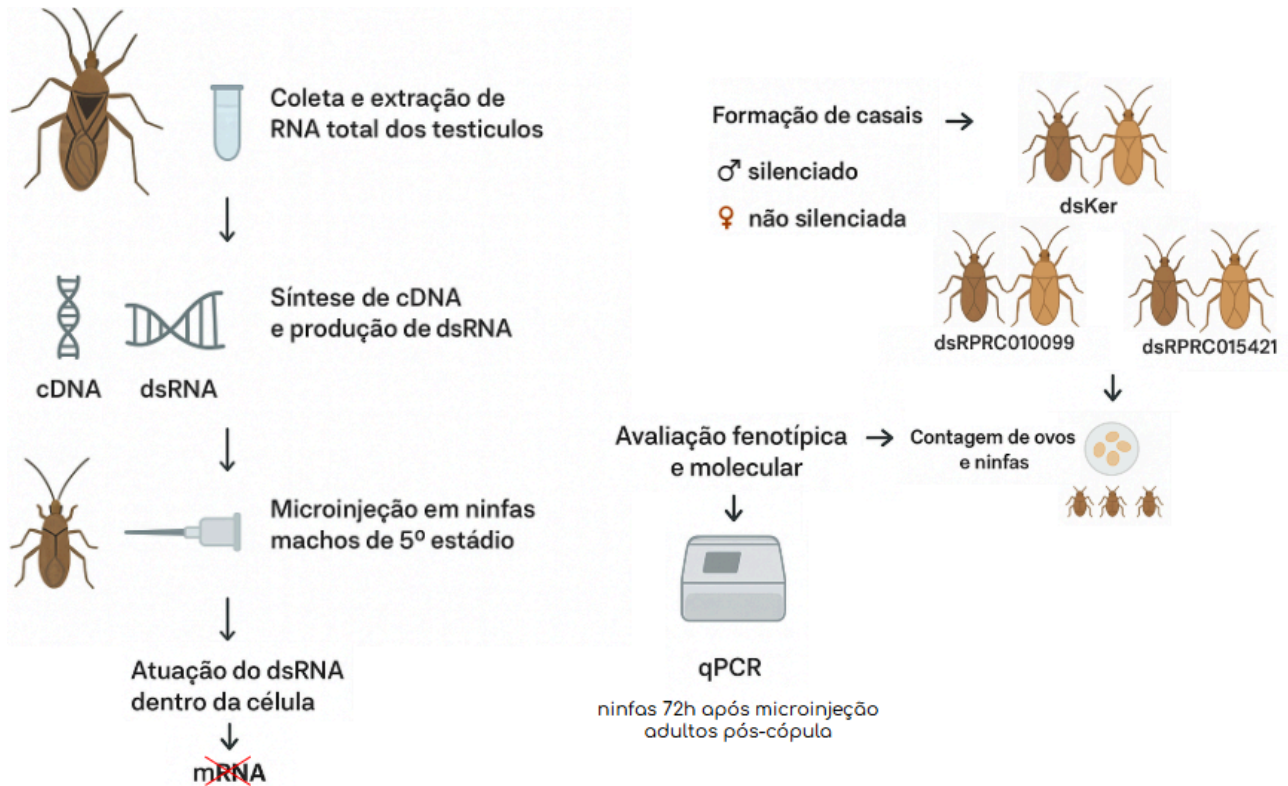 Coleta e extração de
RNA total dos testiculos
cDNA
dsRNA
Síntese de cDNA
e produção de dsRNA
Microinjeção em ninfas
machos de 5º estádio
Atuação do dsRNA
dentro da célula
mRNA
Formação de casais
♂ silenciado
♀ não silenciada
dsKer
dsRPRC010099
dsRPRC015421
Avaliação fenotípica
e molecular
Contagem de ovos
e ninfas
qPCR
ninfas 72h após microinjeção
adultos pós-cópula